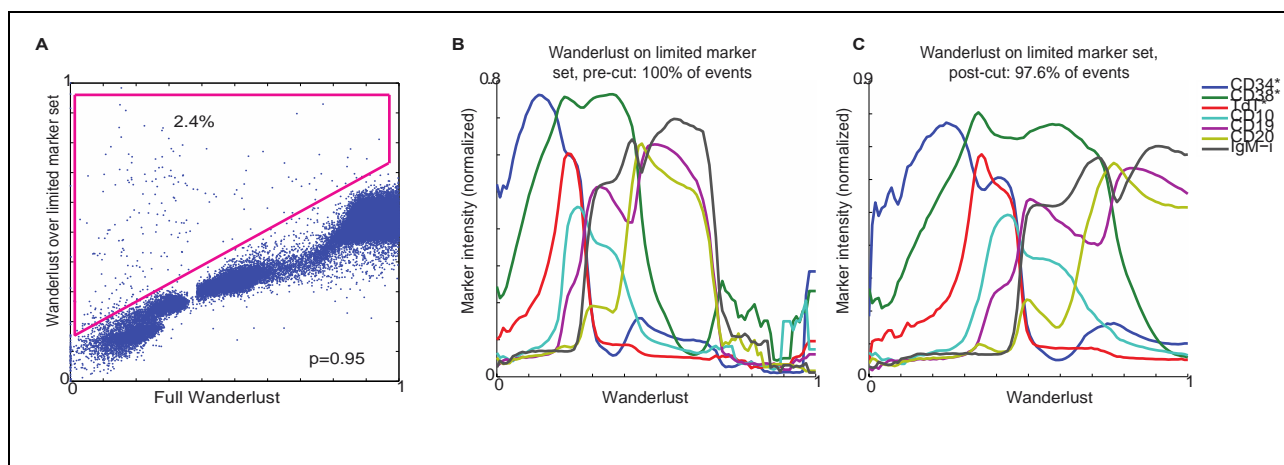 A
1
Wanderlust over limited marker set
2.4%
p=0.95
0
Full Wanderlust
1
B
Wanderlust on limited marker
set, pre-cut: 100% of events
0.8
Marker intensity (normalized)
0
0
Wanderlust
1
C
Wanderlust on limited marker set,
post-cut: 97.6% of events
0.9
Marker intensity (normalized)
0
0
Wanderlust
1
CD34*
CD38*
TdT*
CD10
CD19
CD20
IgM-i